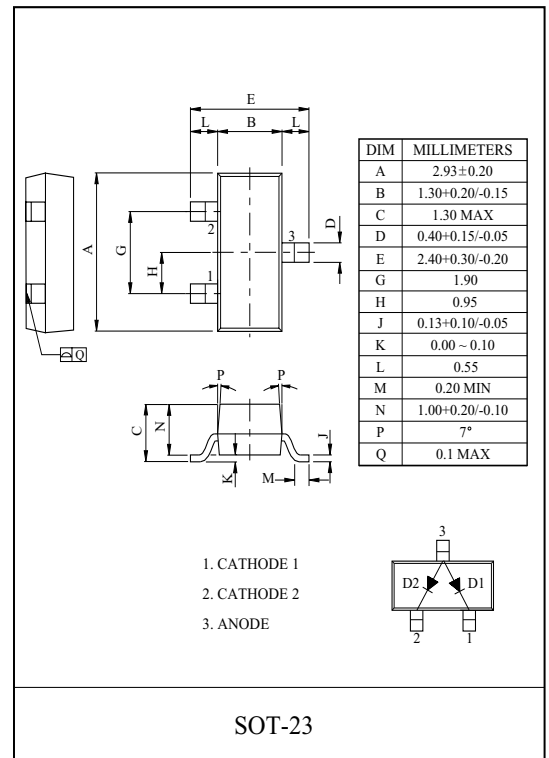 E
L B L
A
G
H
D
2
3
1
Q
DIM MILLIMETERS
A 2.93±0.20
B 1.30+0.20/-0.15
C 1.30 MAX
D 0.40+0.15/-0.05
E 2.40+0.30/-0.20
G 1.90
H 0.95
J 0.13+0.10/-0.05
K 0.00 ~ 0.10
L 0.55
M 0.20 MIN
N 1.00+0.20/-0.10
P 7°
Q 0.1 MAX
P P
C
N
K
M
J
1. CATHODE 1
2. CATHODE 2
3. ANODE
3
D2 D1
2 1
SOT-23